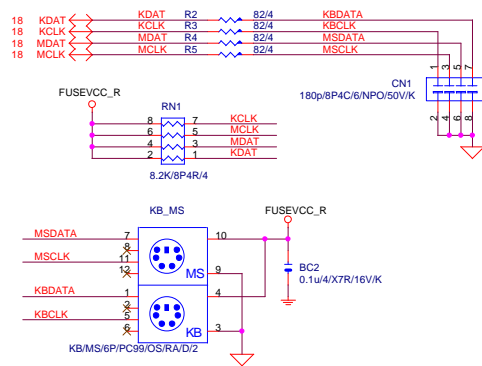 18 KDAT KDAT R2 82/4 KBDATA
18 KCLK KCLK R3 82/4 KBCLK
18 MDAT MDAT R4 82/4 MSDATA
18 MCLK MCLK R5 82/4 MSCLK
1 3 5 7
CN1
180p/8P4C/6/NPO/50V/K
2 4 6 8
FUSEVCC_R
RN1
8 7 KCLK
6 5 MCLK
4 3 MDAT
2 1 KDAT
8.2K/8P4R/4
KB_MS
FUSEVCC_R
MSDATA 7 10
8
MSCLK 11
12 MS 9
BC2
0.1u/4/X7R/16V/K
KBDATA 1 4
2
KBCLK 5
6 KB 3
KB/MS/6P/PC99/OS/RA/D/2